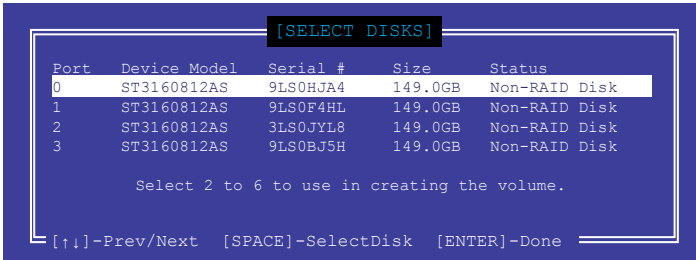 [SELECT DISKS]
Port Device Model Serial # Size Status
0 ST3160812AS 9LS0HJA4 149.0GB Non-RAID Disk
1 ST3160812AS 9LS0F4HL 149.0GB Non-RAID Disk
2 ST3160812AS 3LS0JYL8 149.0GB Non-RAID Disk
3 ST3160812AS 9LS0BJ5H 149.0GB Non-RAID Disk
Select 2 to 6 to use in creating the volume.
[↑↓]-Prev/Next [SPACE]-SelectDisk [ENTER]-Done